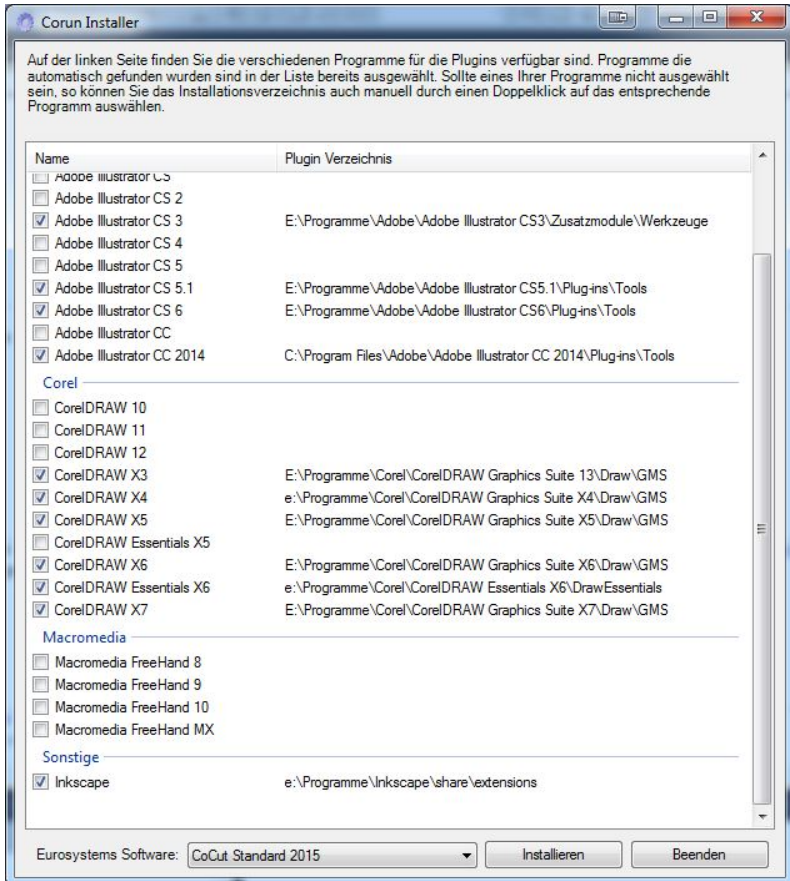 Corun Installer
Auf der linken Seite finden Sie die verschiedenen Programme für die Plugins verfügbar sind. Programme die
automatisch gefunden wurden sind in der Liste bereits ausgewählt. Sollte eines Ihrer Programme nicht ausgewählt
sein, so können Sie das Installationsverzeichnis auch manuell durch einen Doppelklick auf das entsprechende
Programm auswählen.
Name Plugin Verzeichnis
Adobe Illustrator CS
Adobe Illustrator CS 2
Adobe Illustrator CS 3 E:\Programme\Adobe\Adobe Illustrator CS3\Zusatzmodule\Werkzeuge
Adobe Illustrator CS 4
Adobe Illustrator CS 5
Adobe Illustrator CS 5.1 E:\Programme\Adobe\Adobe Illustrator CS5.1\Plug-ins\Tools
Adobe Illustrator CS 6 E:\Programme\Adobe\Adobe Illustrator CS6\Plug-ins\Tools
Adobe Illustrator CC
Adobe Illustrator CC 2014 C:\Program Files\Adobe\Adobe Illustrator CC 2014\Plug-ins\Tools
Corel
CorelDRAW 10
CorelDRAW 11
CorelDRAW 12
CorelDRAW X3 E:\Programme\Corel\CorelDRAW Graphics Suite 13\Draw\GMS
CorelDRAW X4 e:\Programme\Corel\CorelDRAW Graphics Suite X4\Draw\GMS
CorelDRAW X5 E:\Programme\Corel\CorelDRAW Graphics Suite X5\Draw\GMS
CorelDRAW Essentials X5
CorelDRAW X6 E:\Programme\Corel\CorelDRAW Graphics Suite X6\Draw\GMS
CorelDRAW Essentials X6 e:\Programme\Corel\CorelDRAW Essentials X6\DrawEssentials
CorelDRAW X7 E:\Programme\Corel\CorelDRAW Graphics Suite X7\Draw\GMS
Macromedia
Macromedia FreeHand 8
Macromedia FreeHand 9
Macromedia FreeHand 10
Macromedia FreeHand MX
Sonstige
Inkscape e:\Programme\Inkscape\share\extensions
Eurosystems Software: CoCut Standard 2015 Installieren Beenden